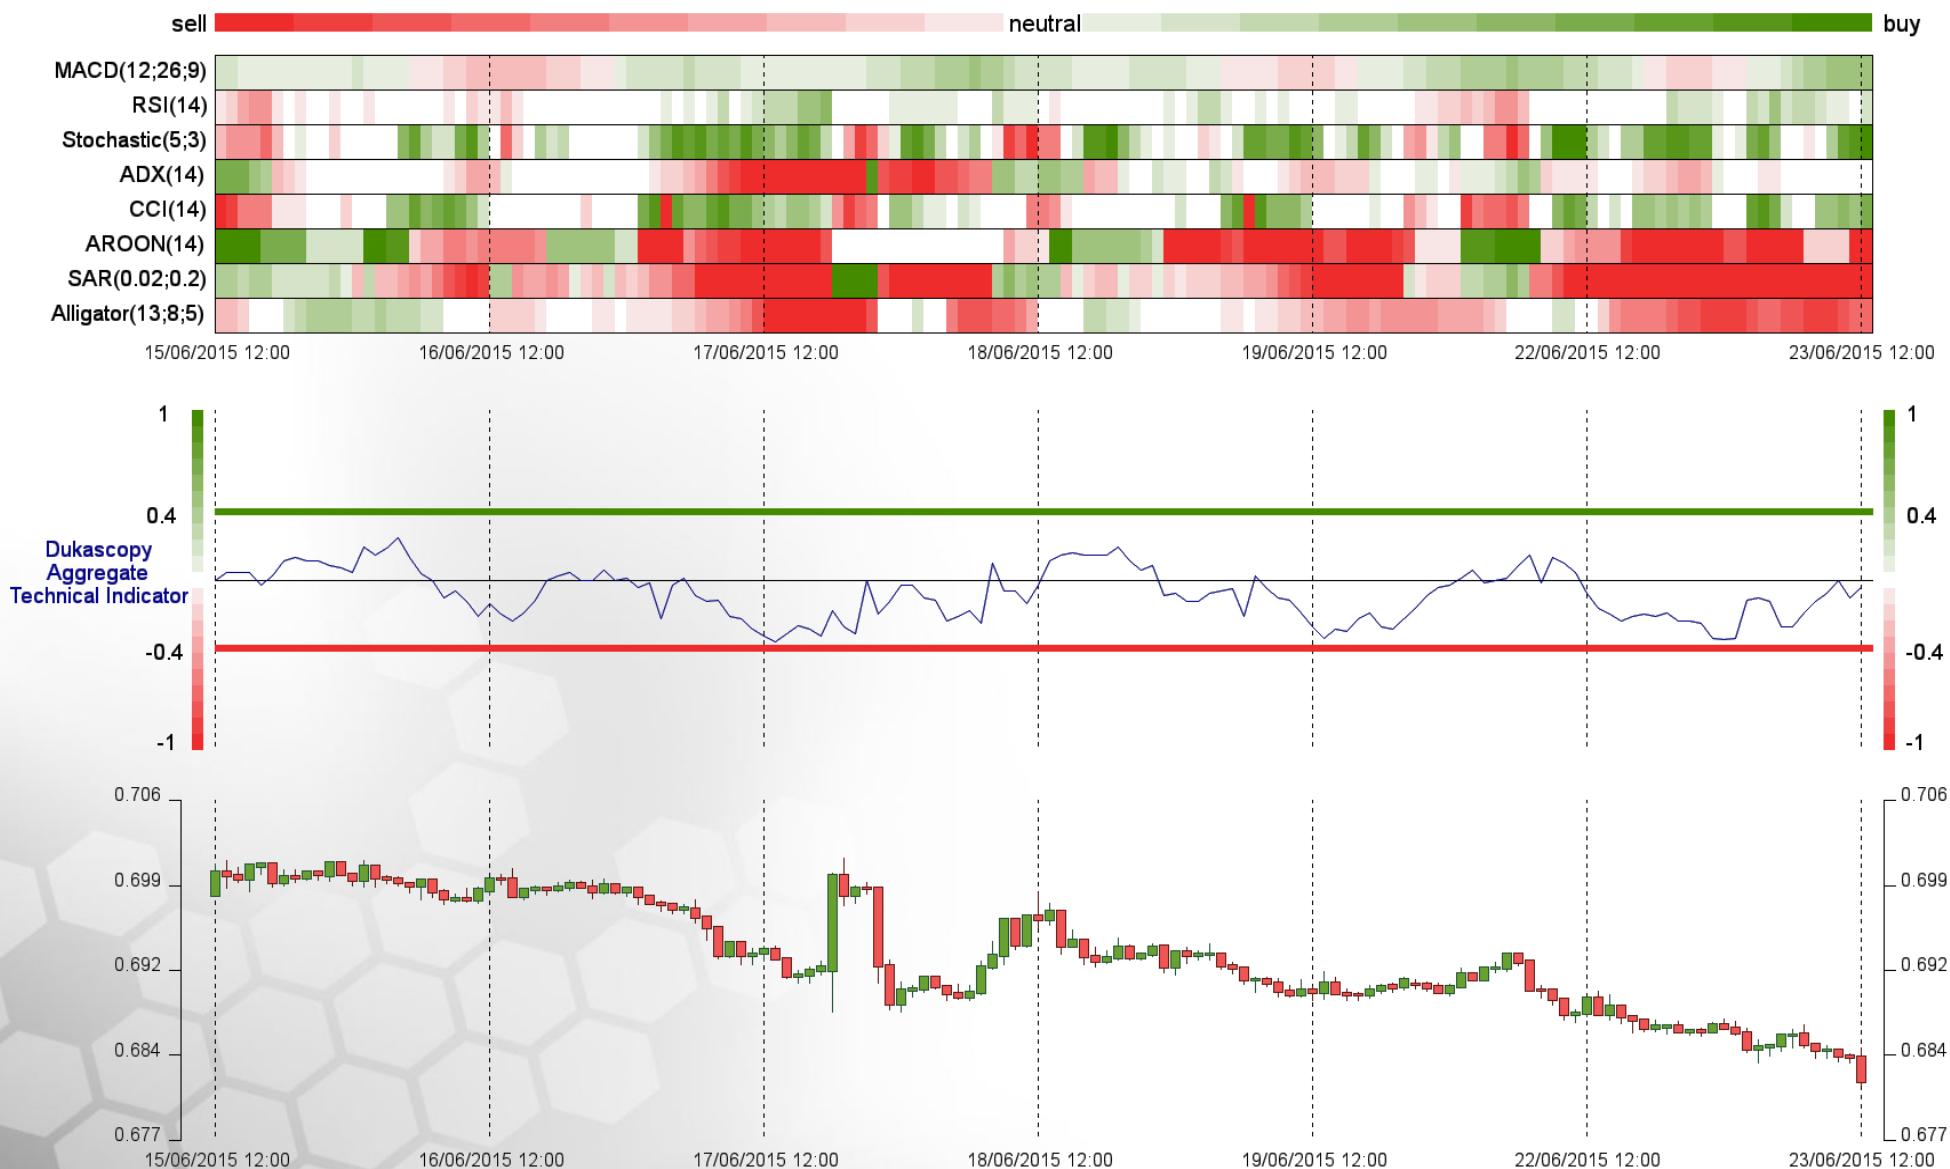 sell neutral buy
MACD(12;26;9)
RSI(14)
Stochastic(5;3)
ADX(14)
CCI(14)
AROON(14)
SAR(0.02;0.2)
Alligator(13;8;5)
15/06/2015 12:00 16/06/2015 12:00 17/06/2015 12:00 18/06/2015 12:00 19/06/2015 12:00 22/06/2015 12:00 23/06/2015 12:00
1 1
0.4 0.4
Dukascopy
Aggregate
Technical Indicator
-0.4 -0.4
-1 -1
0.706 0.706
0.699 0.699
0.692 0.692
0.684 0.684
0.677 0.677
15/06/2015 12:00 16/06/2015 12:00 17/06/2015 12:00 18/06/2015 12:00 19/06/2015 12:00 22/06/2015 12:00 23/06/2015 12:00